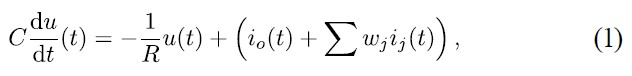 C du/dt (t) = −1/R u(t) + (i_o(t) + ∑ w_j i_j(t)) , (1)